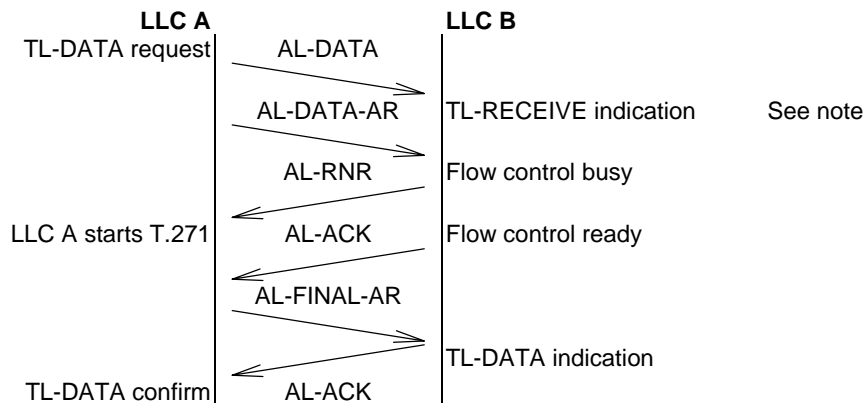 LLC A LLC B
TL-DATA request AL-DATA
AL-DATA-AR TL-RECEIVE indication See note
AL-RNR Flow control busy
LLC A starts T.271 AL-ACK Flow control ready
AL-FINAL-AR
TL-DATA indication
TL-DATA confirm AL-ACK